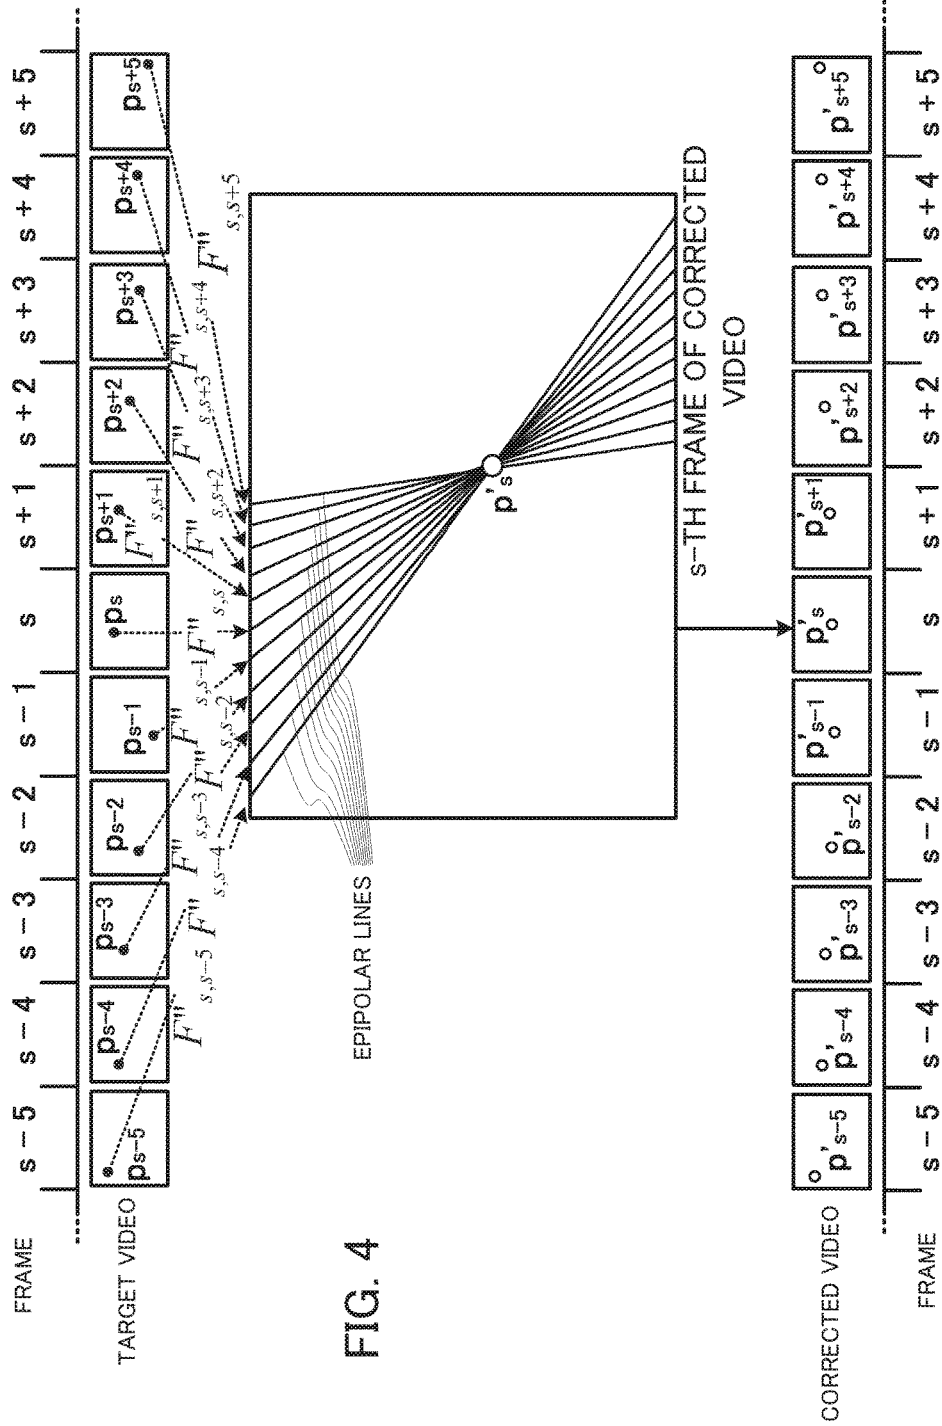 FRAME
s − 5 s − 4 s − 3 s − 2 s − 1 s s + 1 s + 2 s + 3 s + 4 s + 5
TARGET VIDEO
ps−5 ps−4 ps−3 ps−2 ps−1 ps ps+1 ps+2 ps+3 ps+4 ps+5
F''s,s−5 F''s,s−4 F''s,s−3 F''s,s−2 F''s,s−1 F''s,s F''s,s+1 F''s,s+2 F''s,s+3 F''s,s+4 F''s,s+5
EPIPOLAR LINES
p's
FIG. 4
s−TH FRAME OF CORRECTED
VIDEO
CORRECTED VIDEO
p's−5 p's−4 p's−3 p's−2 p's−1 p's p's+1 p's+2 p's+3 p's+4 p's+5
FRAME
s − 5 s − 4 s − 3 s − 2 s − 1 s s + 1 s + 2 s + 3 s + 4 s + 5